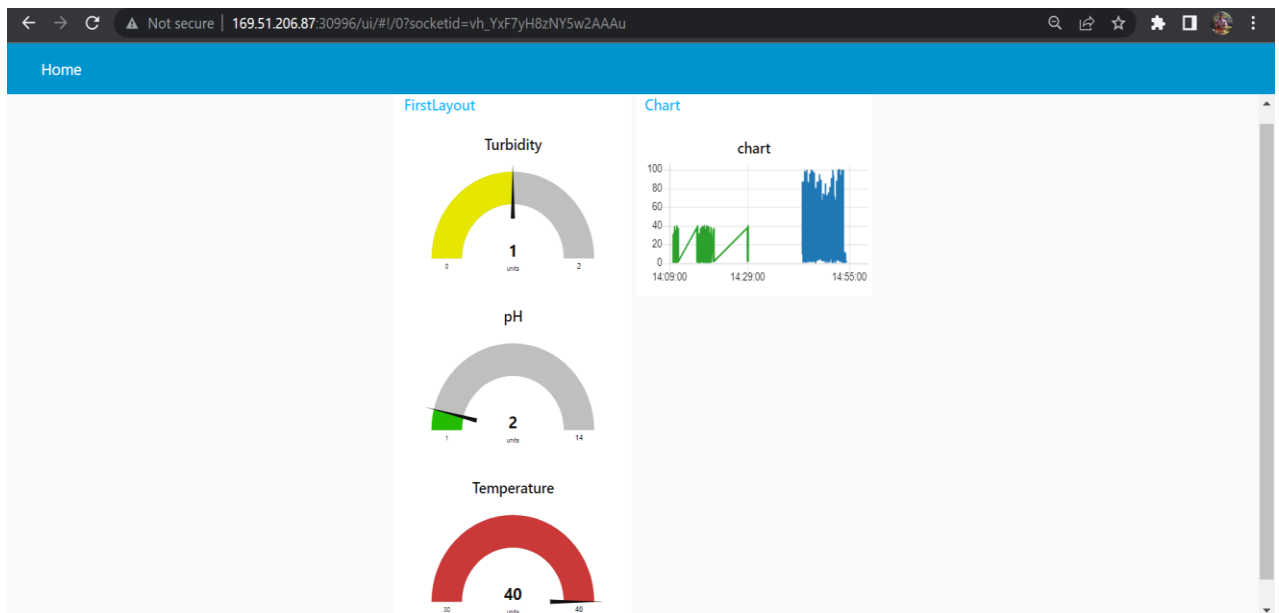 Not secure | 169.51.206.87:30996/ui/#!/0?socketid=vh_YxF7yH8zNY5w2AAAu
Home
FirstLayout
Turbidity
1
units
0
2
pH
2
units
1
14
Temperature
40
units
30
40
Chart
chart
100
80
60
40
20
0
14:09:00
14:29:00
14:55:00